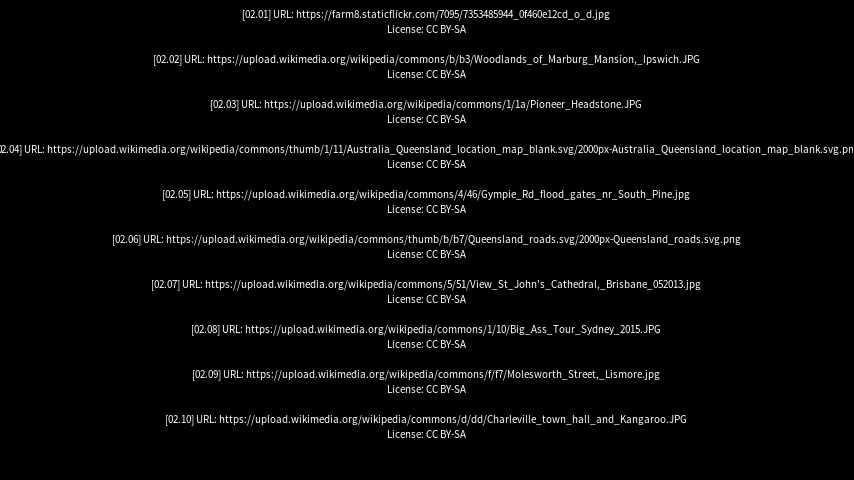 [02.01] URL: https://farm8.staticflickr.com/7095/7353485944_0f460e12cd_o_d.jpg
License: CC BY-SA
[02.02] URL: https://upload.wikimedia.org/wikipedia/commons/b/b3/Woodlands_of_Marburg_Mansion,_Ipswich.JPG
License: CC BY-SA
[02.03] URL: https://upload.wikimedia.org/wikipedia/commons/1/1a/Pioneer_Headstone.JPG
License: CC BY-SA
02.04] URL: https://upload.wikimedia.org/wikipedia/commons/thumb/1/11/Australia_Queensland_location_map_blank.svg/2000px-Australia_Queensland_location_map_blank.svg.pn
License: CC BY-SA
[02.05] URL: https://upload.wikimedia.org/wikipedia/commons/4/46/Gympie_Rd_flood_gates_nr_South_Pine.jpg
License: CC BY-SA
[02.06] URL: https://upload.wikimedia.org/wikipedia/commons/thumb/b/b7/Queensland_roads.svg/2000px-Queensland_roads.svg.png
License: CC BY-SA
[02.07] URL: https://upload.wikimedia.org/wikipedia/commons/5/51/View_St_John's_Cathedral,_Brisbane_052013.jpg
License: CC BY-SA
[02.08] URL: https://upload.wikimedia.org/wikipedia/commons/1/10/Big_Ass_Tour_Sydney_2015.JPG
License: CC BY-SA
[02.09] URL: https://upload.wikimedia.org/wikipedia/commons/f/f7/Molesworth_Street,_Lismore.jpg
License: CC BY-SA
[02.10] URL: https://upload.wikimedia.org/wikipedia/commons/d/dd/Charleville_town_hall_and_Kangaroo.JPG
License: CC BY-SA